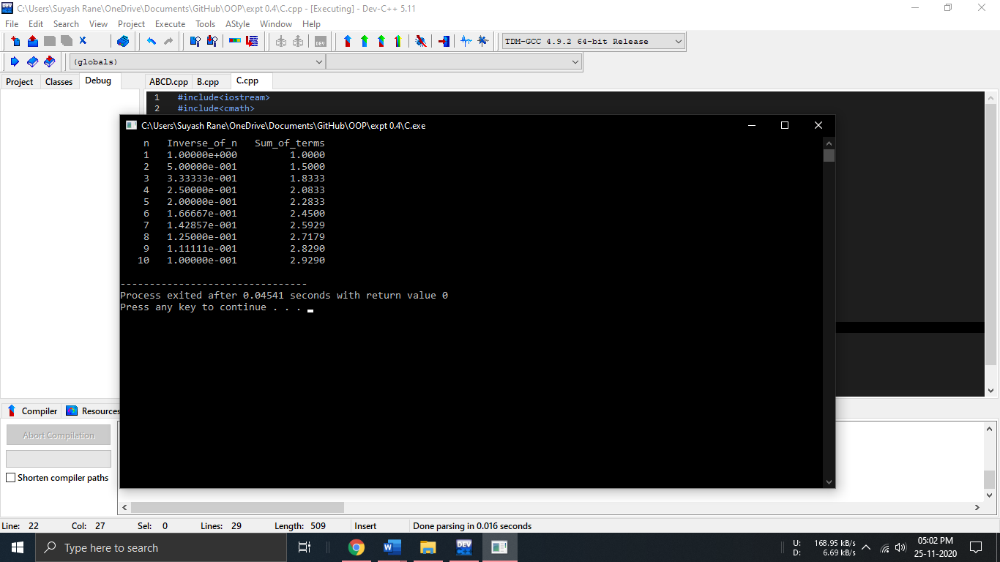 C:\Users\Suyash Rane\OneDrive\Documents\GitHub\OOP\expt 0.4\C.cpp - [Executing] - Dev-C++ 5.11
File Edit Search View Project Execute Tools AStyle Window Help
TDM-GCC 4.9.2 64-bit Release
(globals)
Project Classes Debug ABCD.cpp B.cpp C.cpp
1 #include<iostream>
2 #include<cmath>
C:\Users\Suyash Rane\OneDrive\Documents\GitHub\OOP\expt 0.4\C.exe
n Inverse_of_n Sum_of_terms
1 1.00000e+000 1.0000
2 5.00000e-001 1.5000
3 3.33333e-001 1.8333
4 2.50000e-001 2.0833
5 2.00000e-001 2.2833
6 1.66667e-001 2.4500
7 1.42857e-001 2.5929
8 1.25000e-001 2.7179
9 1.11111e-001 2.8290
10 1.00000e-001 2.9290
--------------------------------
Process exited after 0.04541 seconds with return value 0
Press any key to continue . . .
Compiler Resources
Abort Compilation
Shorten compiler paths
Line: 22 Col: 27 Sel: 0 Lines: 29 Length: 509 Insert Done parsing in 0.016 seconds
Type here to search
U: 168.95 kB/s
D: 6.69 kB/s
05:02 PM
25-11-2020